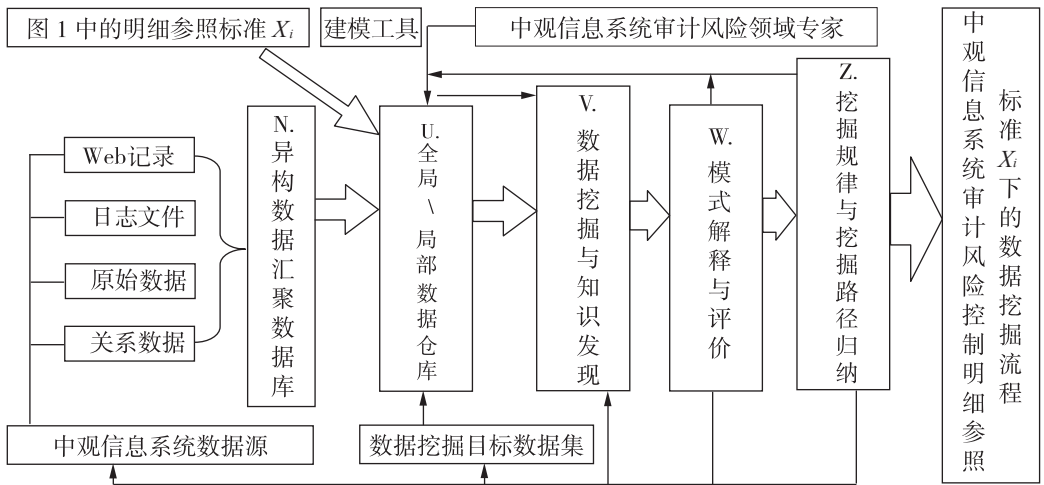 图 1 中的明细参照标准 Xi
建模工具
中观信息系统审计风险领域专家
Web记录
日志文件
原始数据
关系数据
N.异构数据汇聚数据库
U.全局\局部数据仓库
V.数据挖掘与知识发现
W.模式解释与评价
Z.挖掘规律与挖掘路径归纳
中观信息系统审计风险控制明细参照
标准 Xi 下的数据挖掘流程
中观信息系统数据源
数据挖掘目标数据集